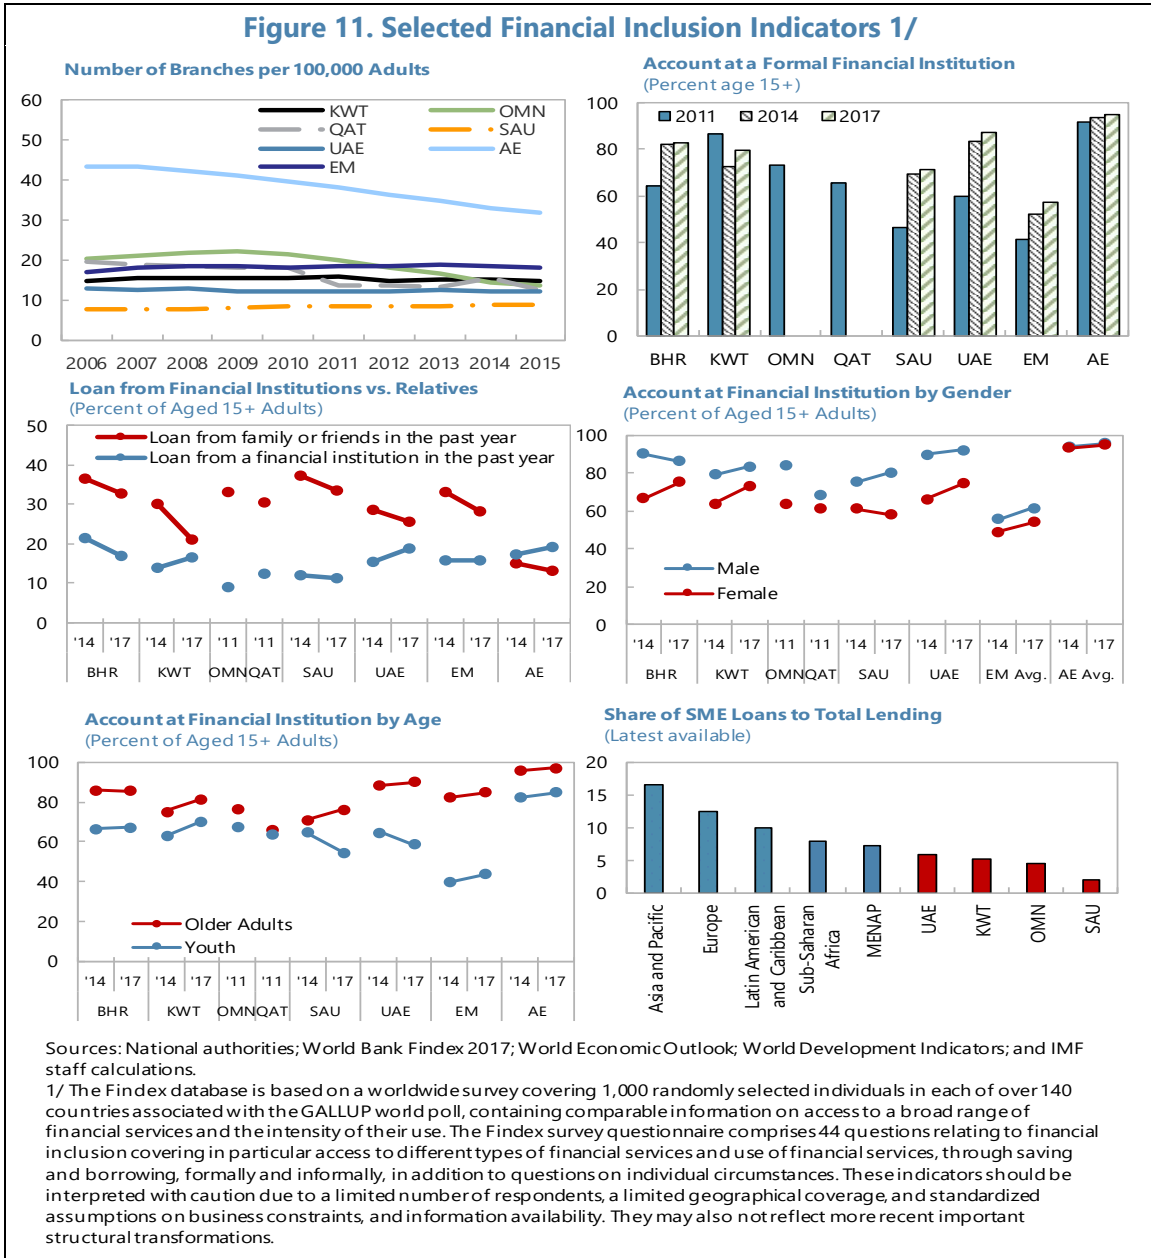 Figure 11. Selected Financial Inclusion Indicators 1/
Number of Branches per 100,000 Adults
60
50
40
30
20
10
0
KWT
OMN
QAT
SAU
UAE
AE
EM
2006 2007 2008 2009 2010 2011 2012 2013 2014 2015
Account at a Formal Financial Institution
(Percent age 15+)
100
80
60
40
20
0
2011 2014 2017
BHR KWT OMN QAT SAU UAE EM AE
Loan from Financial Institutions vs. Relatives
(Percent of Aged 15+ Adults)
50
40
30
20
10
0
Loan from family or friends in the past year
Loan from a financial institution in the past year
'14 '17 '14 '17 '11 '11 '14 '17 '14 '17 '14 '17 '14 '17
BHR KWT OMN QAT SAU UAE EM AE
Account at Financial Institution by Gender
(Percent of Aged 15+ Adults)
100
80
60
40
20
0
Male
Female
'14 '17 '14 '17 '11 '11 '14 '17 '14 '17 '14 '17 '14 '17
BHR KWT OMN QAT SAU UAE EM Avg. AE Avg.
Account at Financial Institution by Age
(Percent of Aged 15+ Adults)
100
80
60
40
20
0
Older Adults
Youth
'14 '17 '14 '17 '11 '11 '14 '17 '14 '17 '14 '17 '14 '17
BHR KWT OMN QAT SAU UAE EM AE
Share of SME Loans to Total Lending
(Latest available)
20
15
10
5
0
Asia and Pacific
Europe
Latin American
and Caribbean
Sub-Saharan
Africa
MENAP
UAE
KWT
OMN
SAU
Sources: National authorities; World Bank Findex 2017; World Economic Outlook; World Development Indicators; and IMF
staff calculations.
1/ The Findex database is based on a worldwide survey covering 1,000 randomly selected individuals in each of over 140
countries associated with the GALLUP world poll, containing comparable information on access to a broad range of
financial services and the intensity of their use. The Findex survey questionnaire comprises 44 questions relating to financial
inclusion covering in particular access to different types of financial services and use of financial services, through saving
and borrowing, formally and informally, in addition to questions on individual circumstances. These indicators should be
interpreted with caution due to a limited number of respondents, a limited geographical coverage, and standardized
assumptions on business constraints, and information availability. They may also not reflect more recent important
structural transformations.